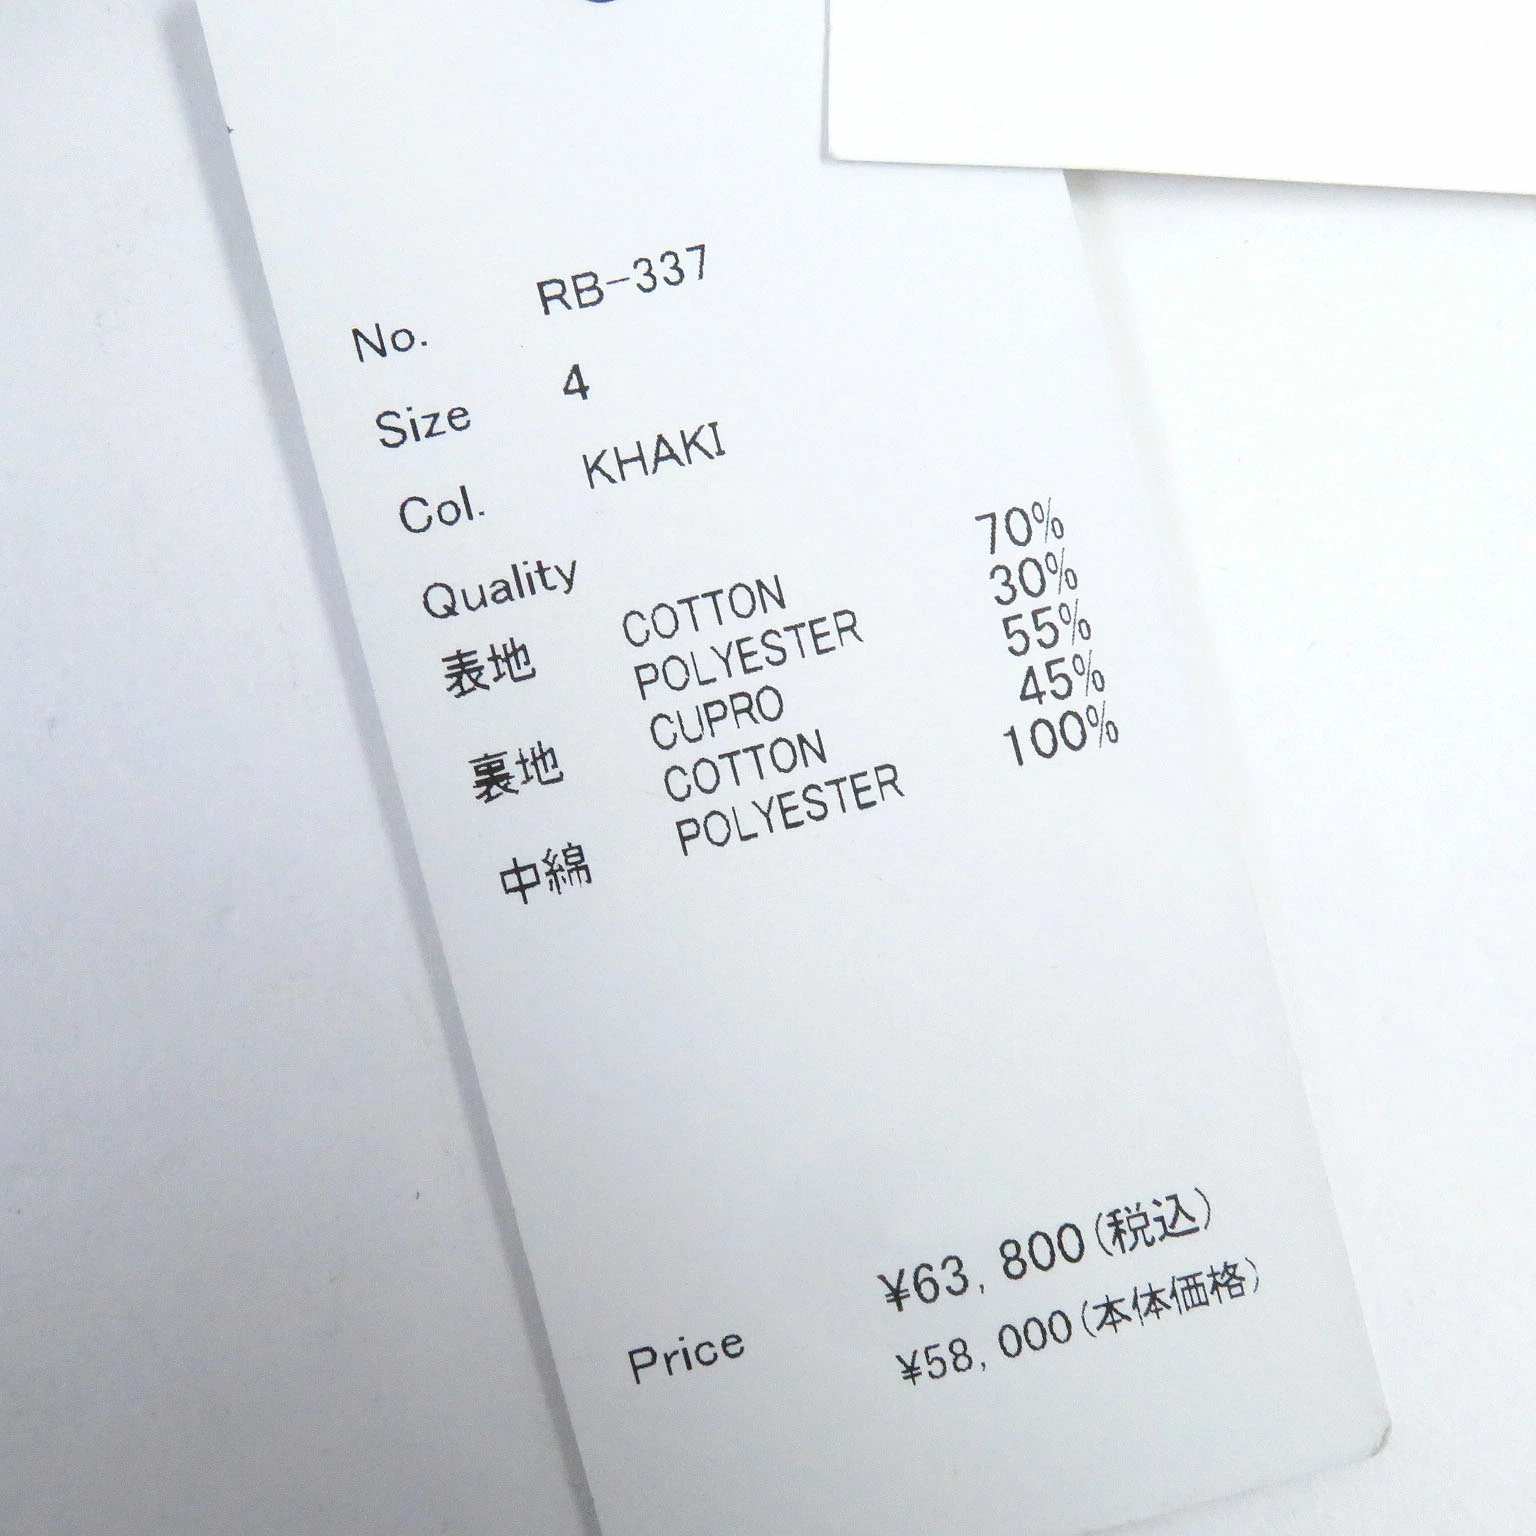 No. RB-337
Size 4
Col. KHAKI
Quality
表地 COTTON 70%
POLYESTER 30%
裏地 CUPRO 55%
COTTON 45%
中綿 POLYESTER 100%
¥63,800(税込)
Price ¥58,000(本体価格)